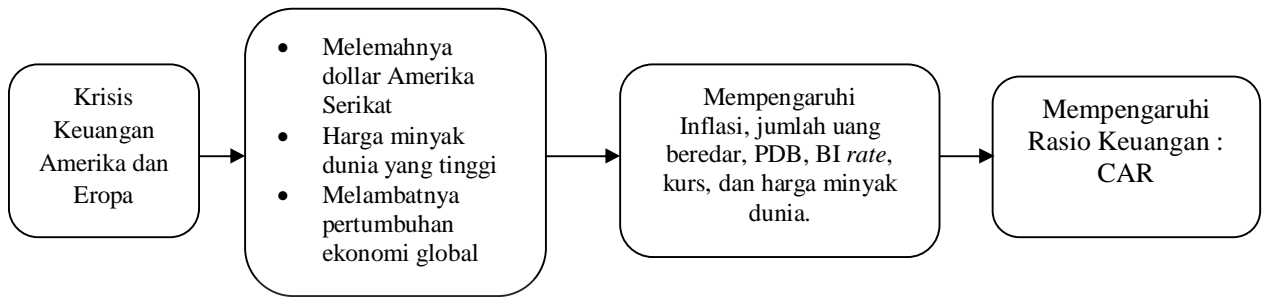 Krisis
Keuangan
Amerika dan
Eropa
• Melemahnya
dollar Amerika
Serikat
• Harga minyak
dunia yang tinggi
• Melambatnya
pertumbuhan
ekonomi global
Mempengaruhi
Inflasi, jumlah uang
beredar, PDB, BI rate,
kurs, dan harga minyak
dunia.
Mempengaruhi
Rasio Keuangan :
CAR